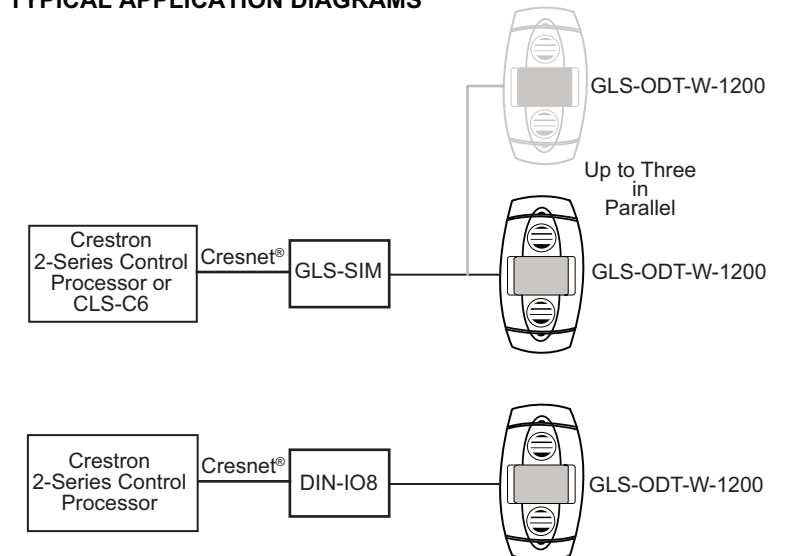 TYPICAL APPLICATION DIAGRAMS
GLS-ODT-W-1200
Up to Three
in
Parallel
Crestron
2-Series Control
Processor or
CLS-C6
Cresnet®
GLS-SIM
GLS-ODT-W-1200
Crestron
2-Series Control
Processor
Cresnet®
DIN-IO8
GLS-ODT-W-1200